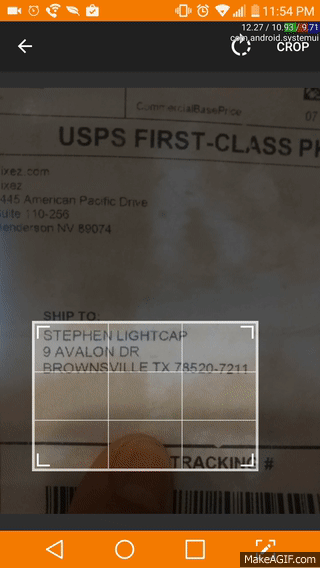 11:54 PM
12.27 / 10.93 / 9.71
com.android.systemui
CROP
CommercialBasePrice
07
USPS FIRST-CLASS P
ixez.com
ixez
445 American Pacific Drive
uite 110-256
enderson NV 89074
SHIP TO:
STEPHEN LIGHTCAP
9 AVALON DR
BROWNSVILLE TX 78520-7211
TRACKING #
MakeAGIF.com